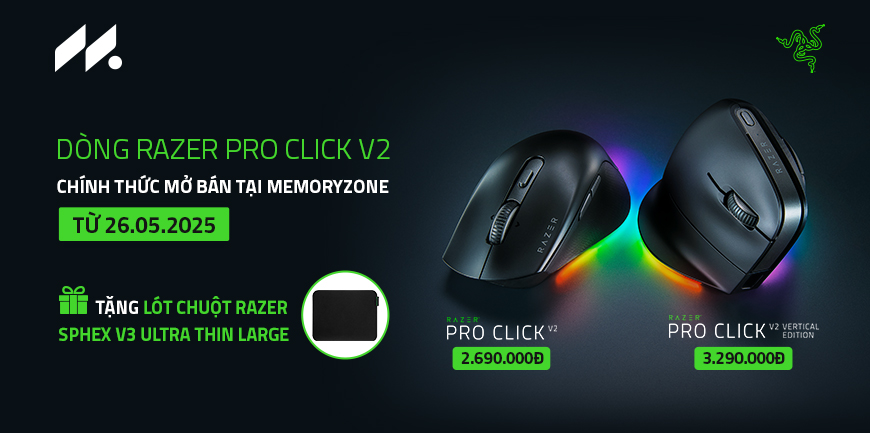 DÒNG RAZER PRO CLICK V2
CHÍNH THỨC MỞ BÁN TẠI MEMORYZONE
TỪ 26.05.2025
TẶNG LÓT CHUỘT RAZER
SPHEX V3 ULTRA THIN LARGE
RAZER
RAZER
RAZER
PRO CLICK V2
2.690.000Đ
RAZER
PRO CLICK V2 VERTICAL
EDITION
3.290.000Đ